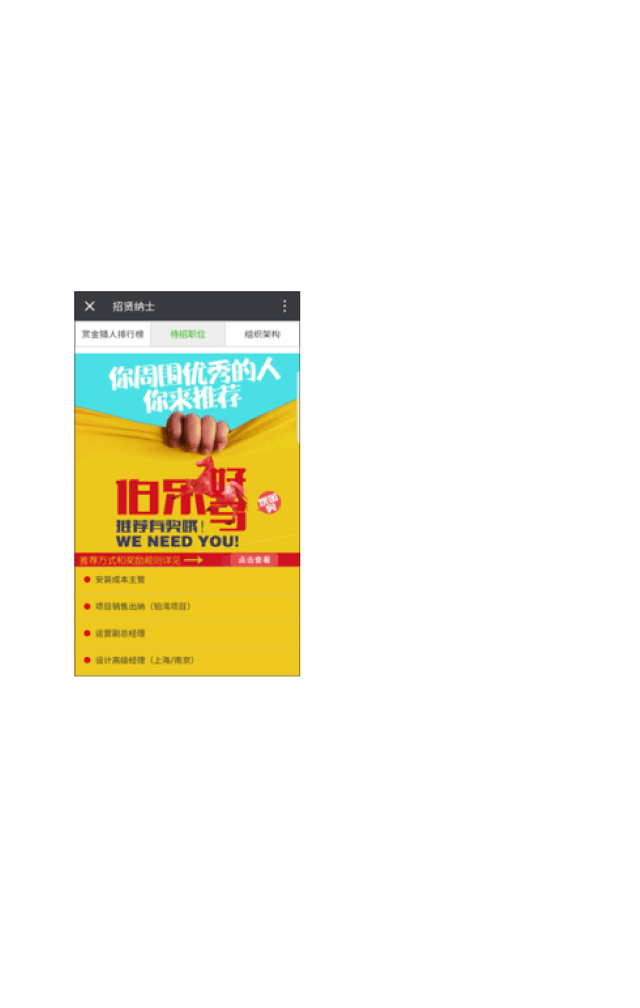 招贤纳士
赏金猎人排行榜 待招职位 组织架构
你周围优秀的人
你来推荐
伯乐好号
推荐有奖哦！
WE NEED YOU!
推荐方式和奖励规则详见 点击查看
安装成本主管
项目销售出纳（铂湾项目）
运营副总经理
设计高级经理（上海/南京）